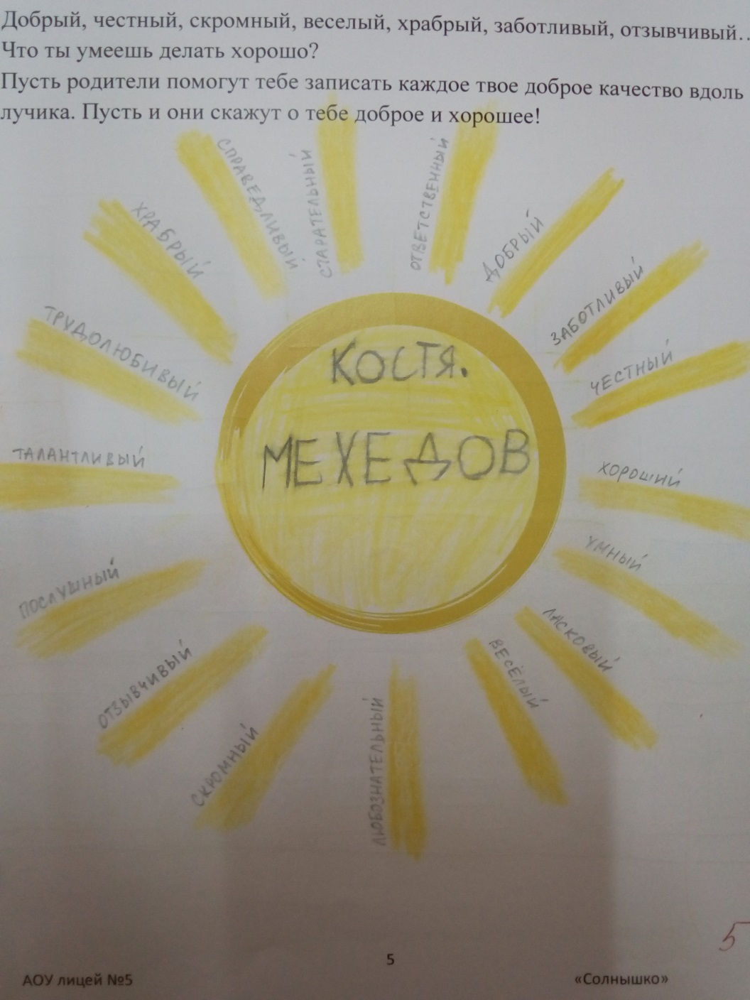 Добрый, честный, скромный, веселый, храбрый, заботливый, отзывчивый…
Что ты умеешь делать хорошо?
Пусть родители помогут тебе записать каждое твое доброе качество вдоль
лучика. Пусть и они скажут о тебе доброе и хорошее!
СПРАВЕДЛИВЫЙ
СТАРАТЕЛЬНЫЙ
ОТВЕТСТВЕННЫЙ
ДОБРЫЙ
ЗАБОТЛИВЫЙ
ЧЕСТНЫЙ
ХОРОШИЙ
УМНЫЙ
ЛАСКОВЫЙ
ВЕСЁЛЫЙ
ЛЮБОЗНАТЕЛЬНЫЙ
СКРОМНЫЙ
ОТЗЫВЧИВЫЙ
ПОСЛУШНЫЙ
ТАЛАНТЛИВЫЙ
ТРУДОЛЮБИВЫЙ
ХРАБРЫЙ
КОСТЯ.
МЕХЕДОВ
5
5
АОУ лицей №5
«Солнышко»